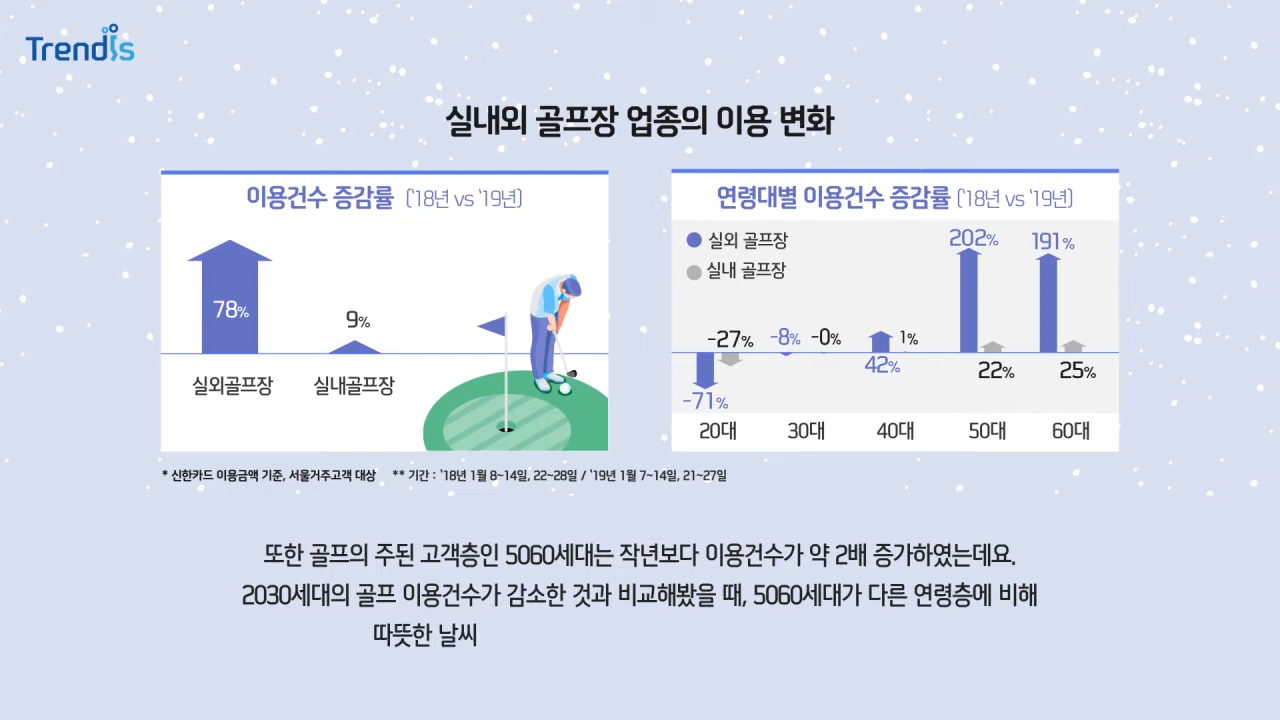 Trendis
실내외 골프장 업종의 이용 변화
이용건수 증감률 (‘18년 vs ‘19년)
78%
9%
실외골프장 실내골프장
연령대별 이용건수 증감률 (‘18년 vs ‘19년)
실외 골프장
실내 골프장
202% 191%
-27% -8% -0% 1%
42% 22% 25%
-71%
20대 30대 40대 50대 60대
* 신한카드 이용금액 기준, 서울거주고객 대상 ** 기간 : ‘18년 1월 8~14일, 22~28일 / ‘19년 1월 7~14일, 21~27일
또한 골프의 주된 고객층인 5060세대는 작년보다 이용건수가 약 2배 증가하였는데요.
2030세대의 골프 이용건수가 감소한 것과 비교해봤을 때, 5060세대가 다른 연령층에 비해
따뜻한 날씨